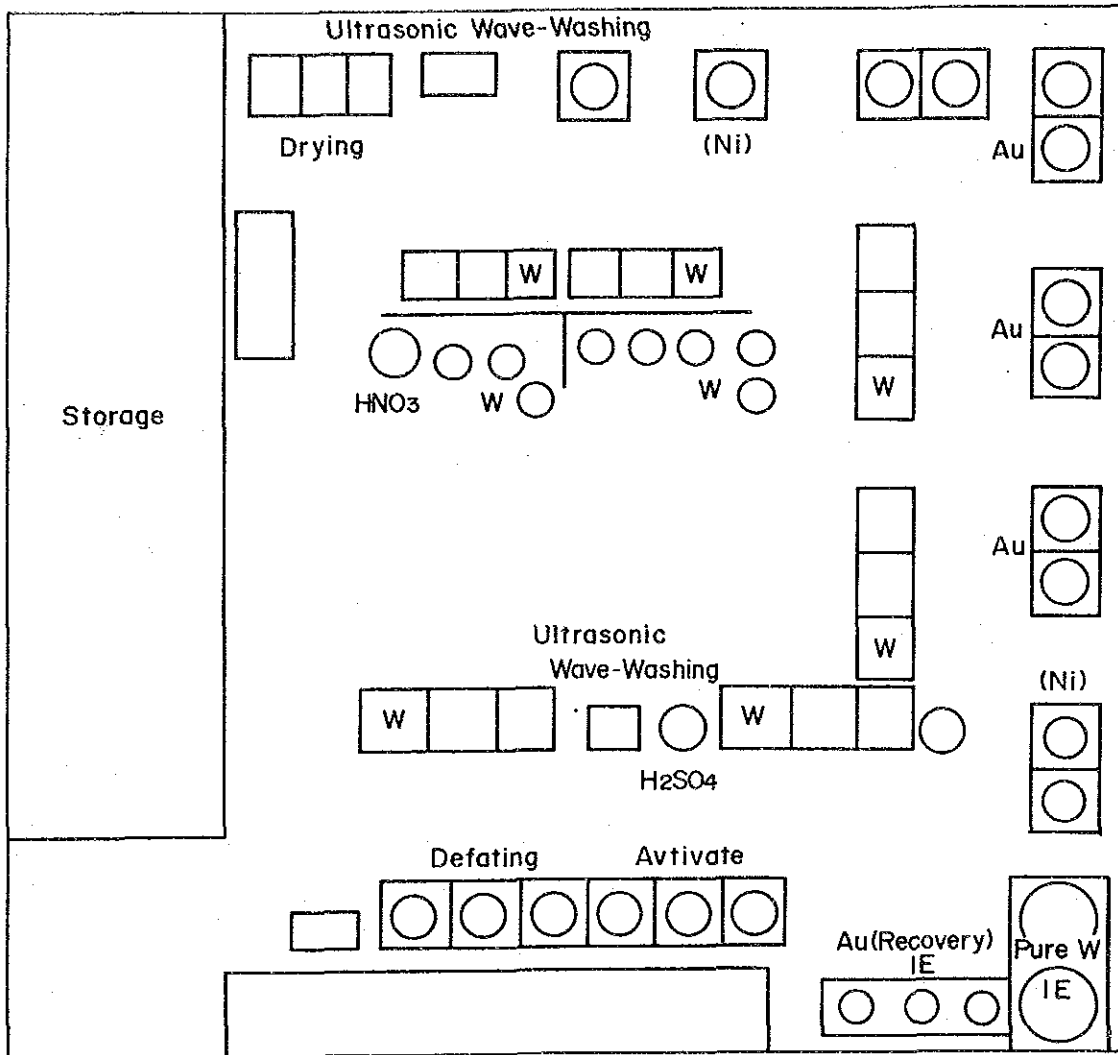 Ultrasonic Wave-Washing
Drying
(Ni)
Au
W
W
Au
HNO3
W
W
W
Storage
Au
Ultrasonic
Wave-Washing
W
(Ni)
W
W
H2SO4
Defating
Avtivate
Au(Recovery)
IE
Pure W
IE